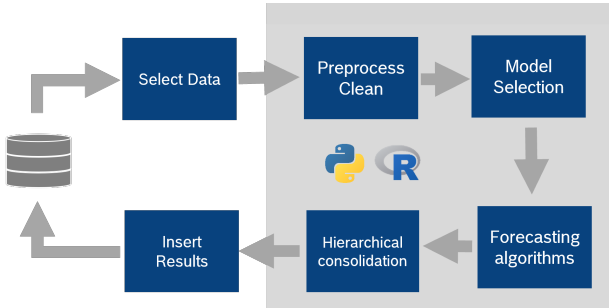 Select Data
Preprocess
Clean
Model
Selection
R
Insert
Results
Hierarchical
consolidation
Forecasting
algorithms